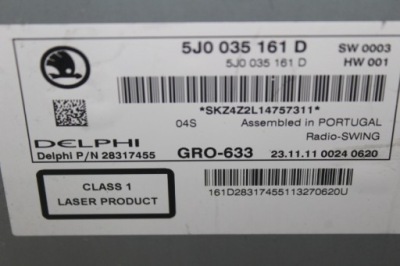 5J0 035 161 D SW 0003
5J0 035 161 D HW 001
*SKZ4Z2L14757311*
04S Assembled in PORTUGAL
Radio-SWING
DELPHI
Delphi P/N 28317455 GRO-633 23.11.11 0024 0620
CLASS 1
LASER PRODUCT
161D28317455113270620U